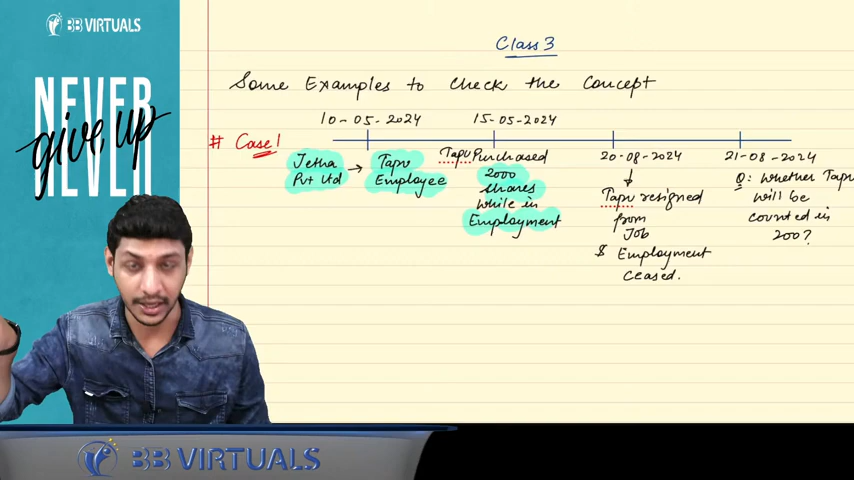 BB VIRTUALS
NEVER
give up
NEVER
Class 3
Some Examples to Check the Concept
10-05-2024
15-05-2024
# Case 1
Jetha
Pvt Ltd → Tapu
Employee
Tapu Purchased
2000
shares
while in
Employment
20-08-2024
↓
Tapu resigned
from
Job
& Employment
ceased.
21-08-2024
Q: Whether Tapu
will be
counted in
200?
BB VIRTUALS